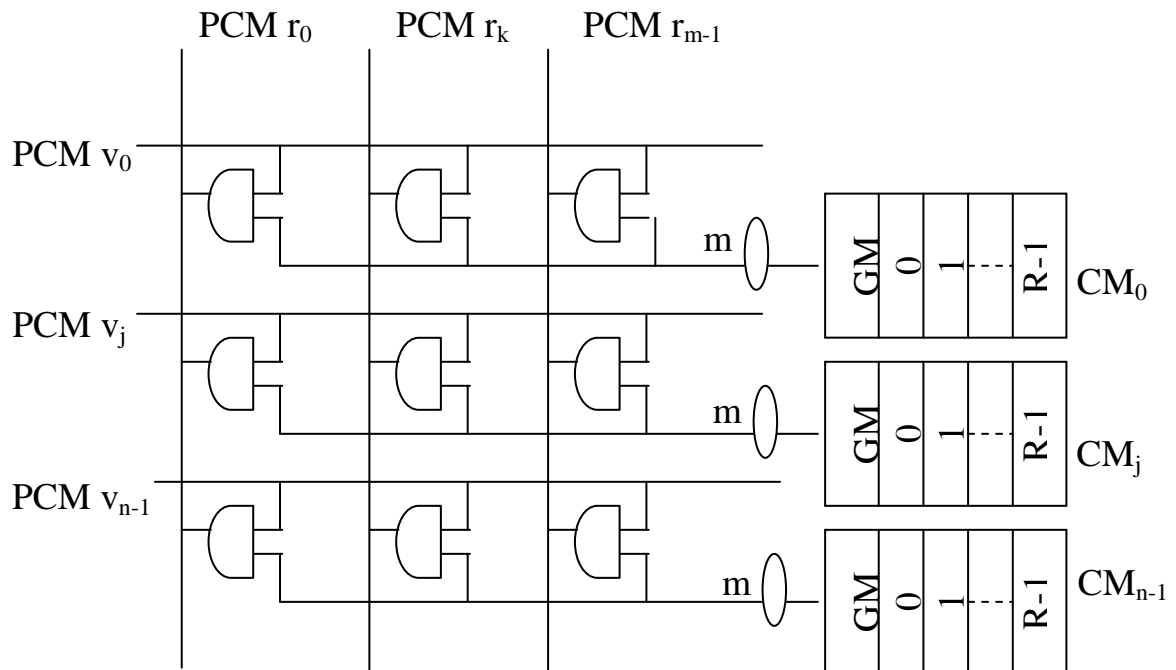 PCM r₀ PCM rₖ PCM rₘ₋₁
PCM v₀
m
GM 0 1 R-1
CM₀
PCM vⱼ
m
GM 0 1 R-1
CMⱼ
PCM vₙ₋₁
m
GM 0 1 R-1
CMₙ₋₁